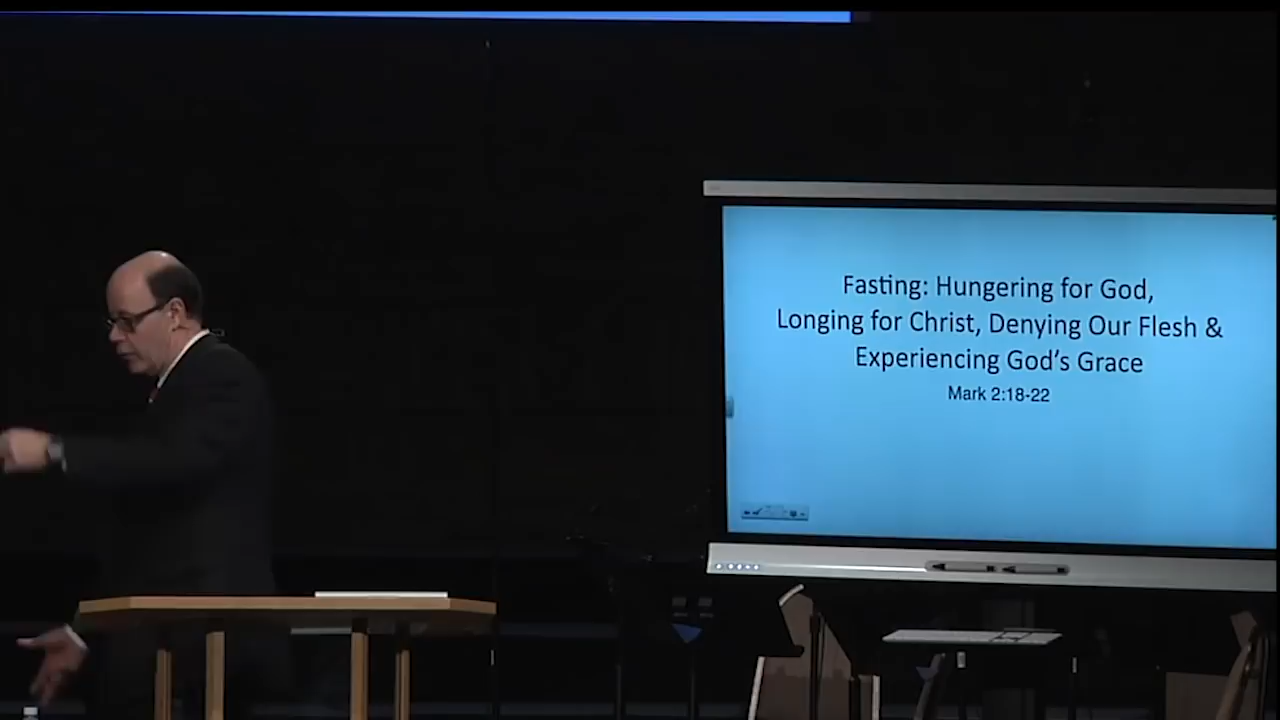 Fasting: Hungering for God,
Longing for Christ, Denying Our Flesh &
Experiencing God's Grace
Mark 2:18-22